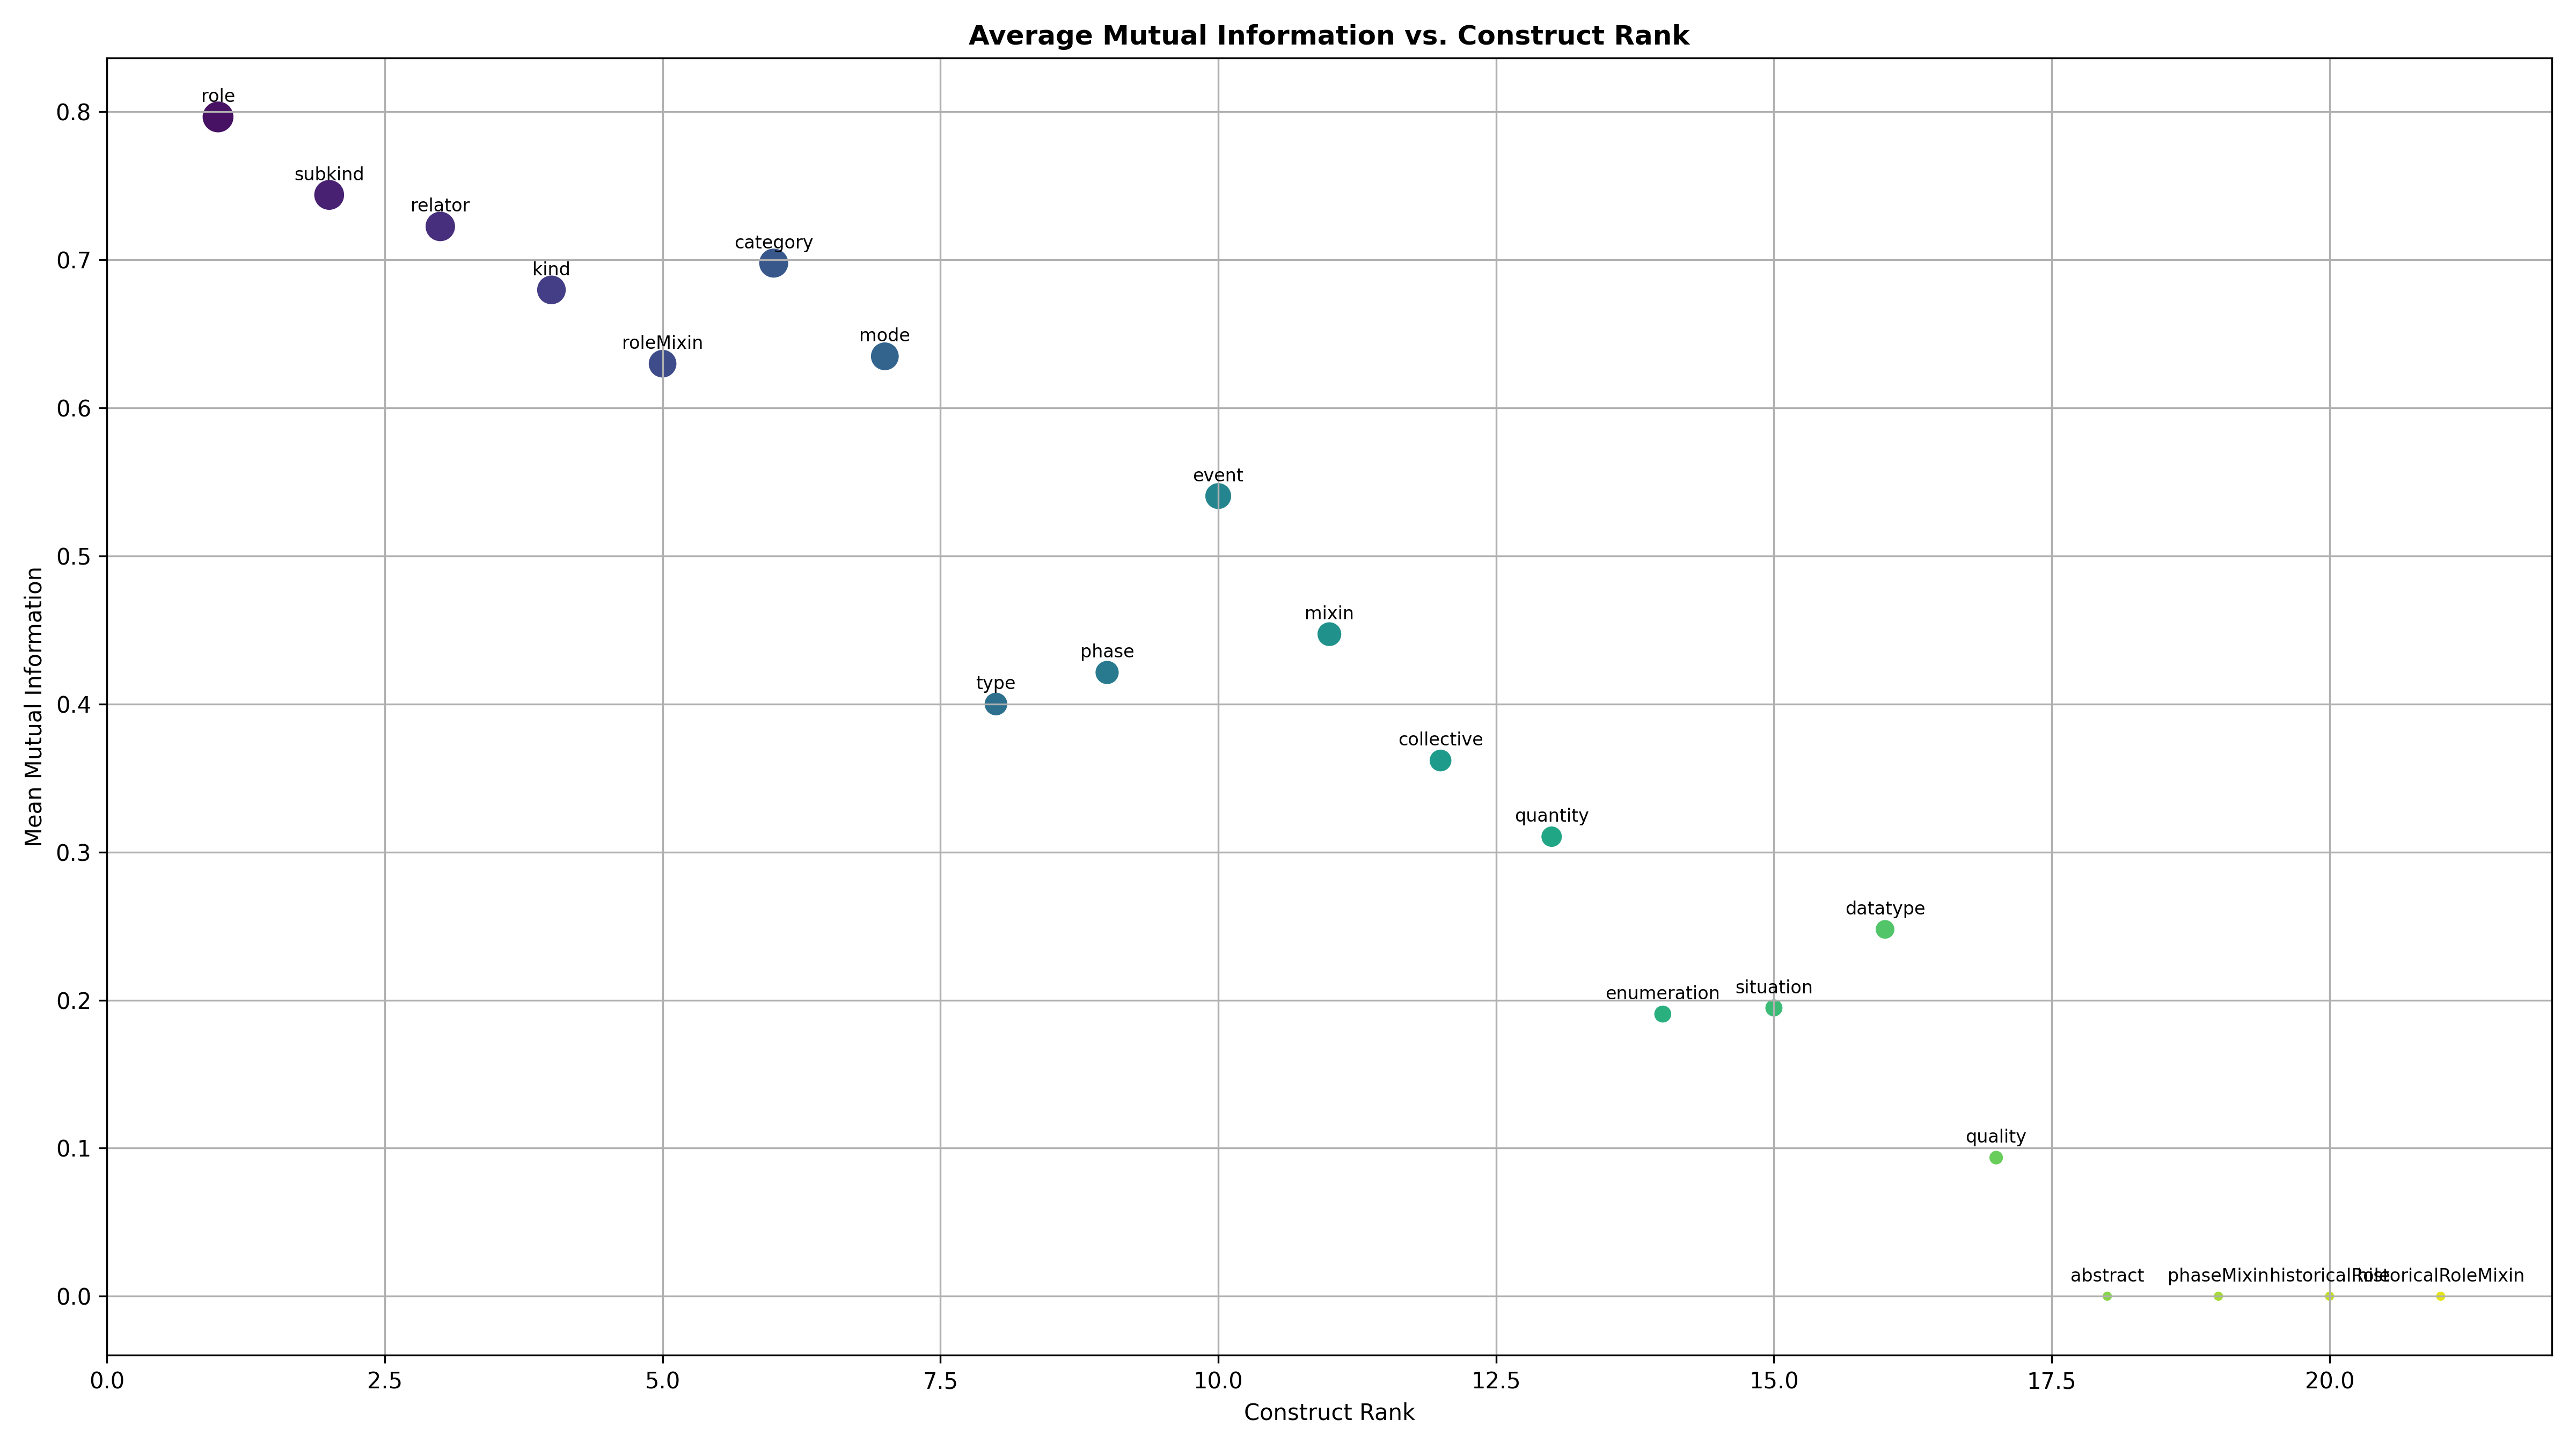 Average Mutual Information vs. Construct Rank
0.8
0.7
0.6
0.5
0.4
0.3
0.2
0.1
0.0
Mean Mutual Information
role
subkind
relator
kind
roleMixin
category
mode
type
phase
event
mixin
collective
quantity
enumeration
situation
datatype
quality
abstract
phaseMixin
historicalRole
historicalRoleMixin
0.0 2.5 5.0 7.5 10.0 12.5 15.0 17.5 20.0
Construct Rank